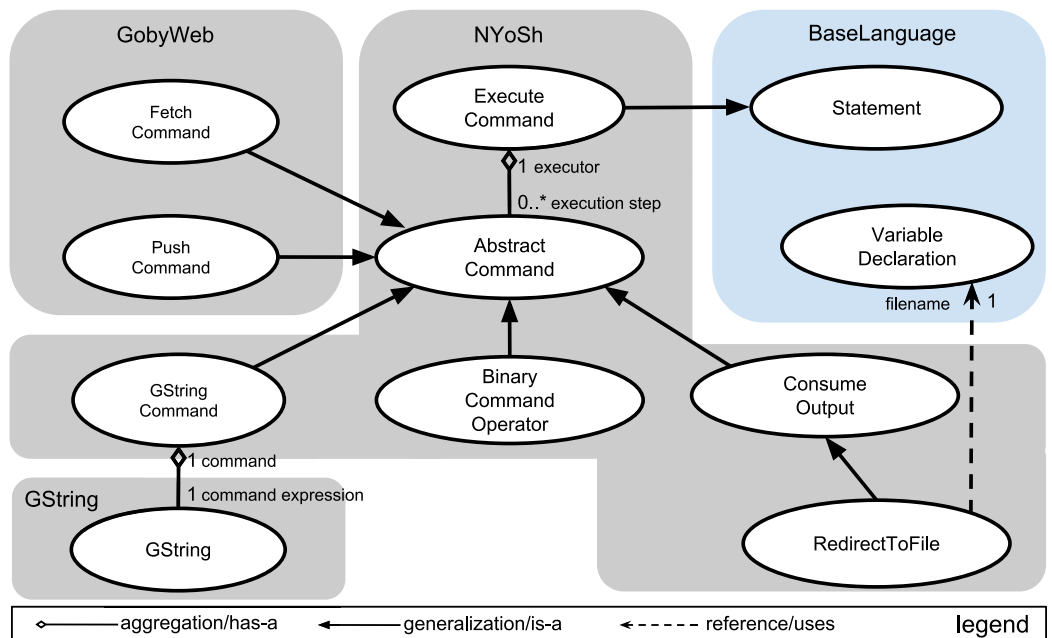 GobyWeb
NYoSh
BaseLanguage
Fetch
Command
Execute
Command
Statement
1 executor
0..* execution step
Push
Command
Abstract
Command
Variable
Declaration
filename
1
GString
Command
Binary
Command
Operator
Consume
Output
1 command
1 command expression
GString
GString
RedirectToFile
aggregation/has-a
generalization/is-a
reference/uses
legend